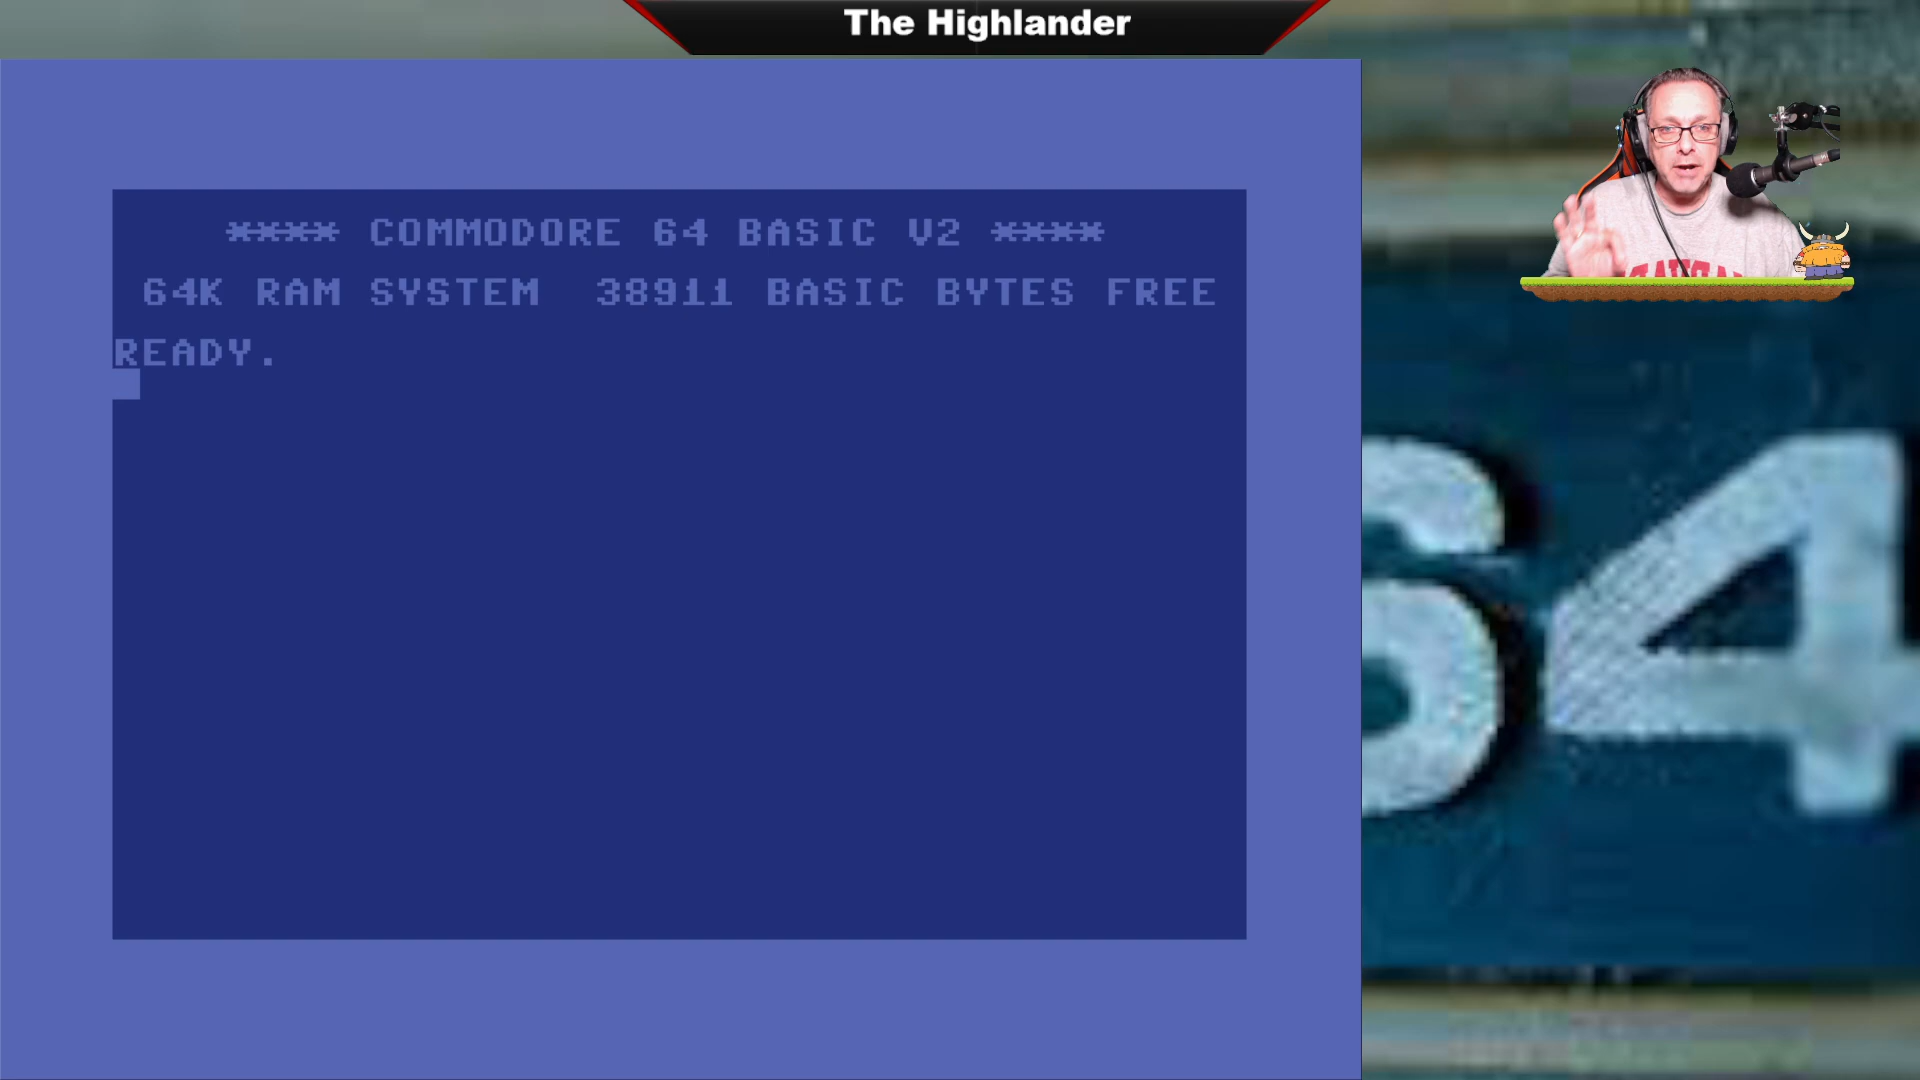 The Highlander
**** COMMODORE 64 BASIC V2 ****
64K RAM SYSTEM  38911 BASIC BYTES FREE
READY.
64